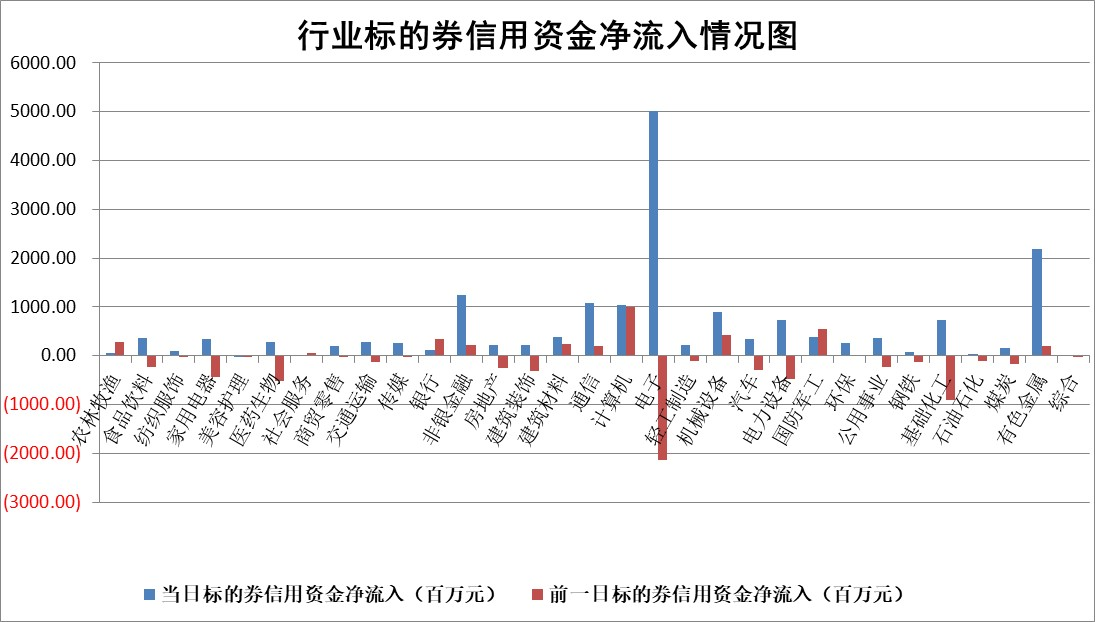 行业标的券信用资金净流入情况图
6000.00
5000.00
4000.00
3000.00
2000.00
1000.00
0.00
(1000.00)
(2000.00)
(3000.00)
农林牧渔
食品饮料
纺织服饰
家用电器
美容护理
医药生物
社会服务
商贸零售
交通运输
传媒
银行
非银金融
房地产
建筑装饰
建筑材料
通信
计算机
电子
轻工制造
机械设备
汽车
电力设备
国防军工
环保
公用事业
钢铁
基础化工
石油石化
煤炭
有色金属
综合
当日标的券信用资金净流入（百万元）
前一日标的券信用资金净流入（百万元）